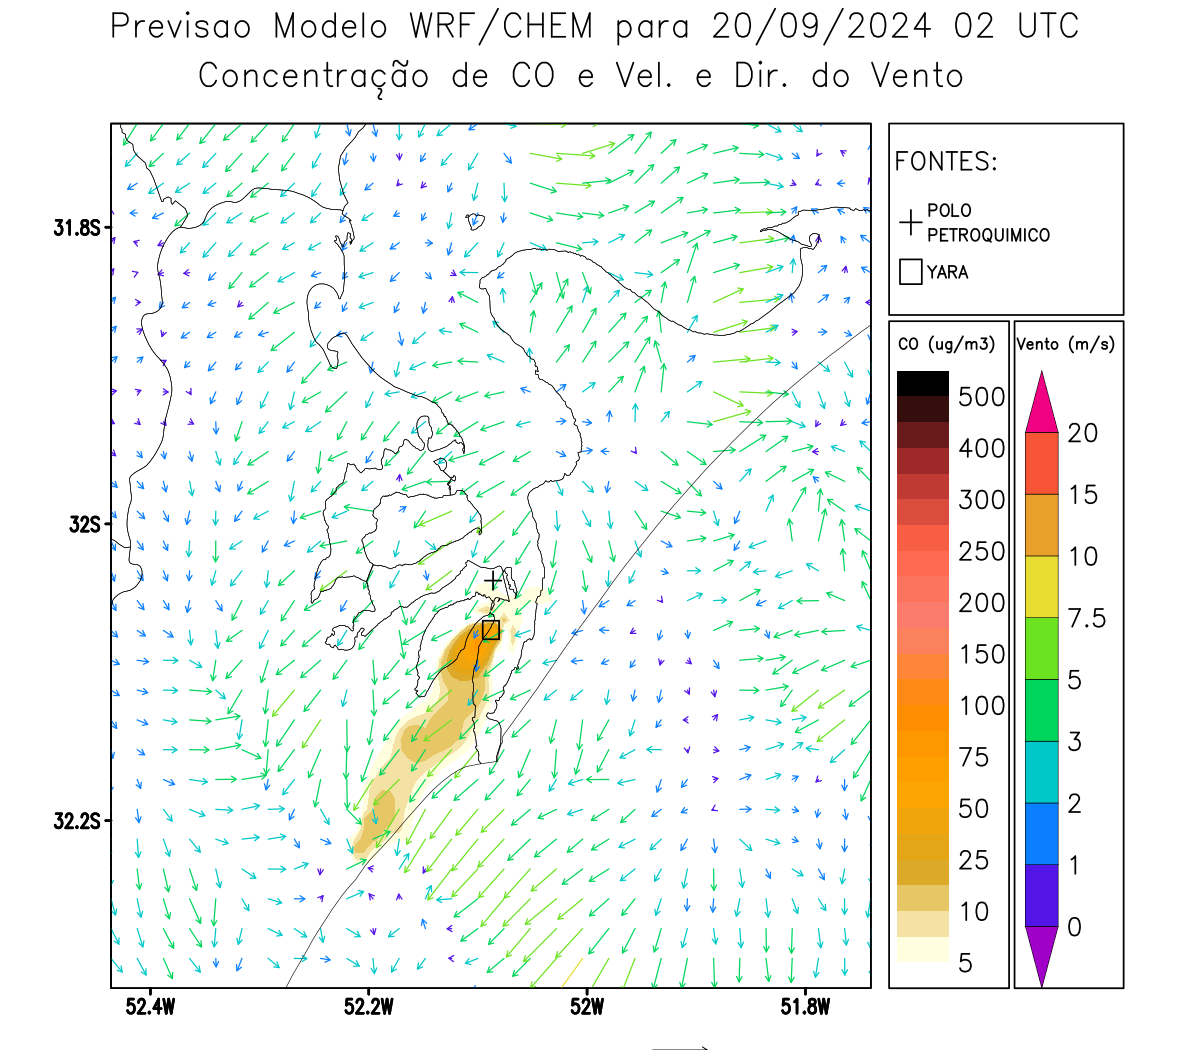 Previsao Modelo WRF/CHEM para 20/09/2024 02 UTC
Concentração de CO e Vel. e Dir. do Vento
FONTES:
POLO
PETROQUIMICO
YARA
CO (ug/m3)
500
400
300
250
200
150
100
75
50
25
10
5
Vento (m/s)
20
15
10
7.5
5
3
2
1
0
31.8S
32S
32.2S
52.4W
52.2W
52W
51.8W